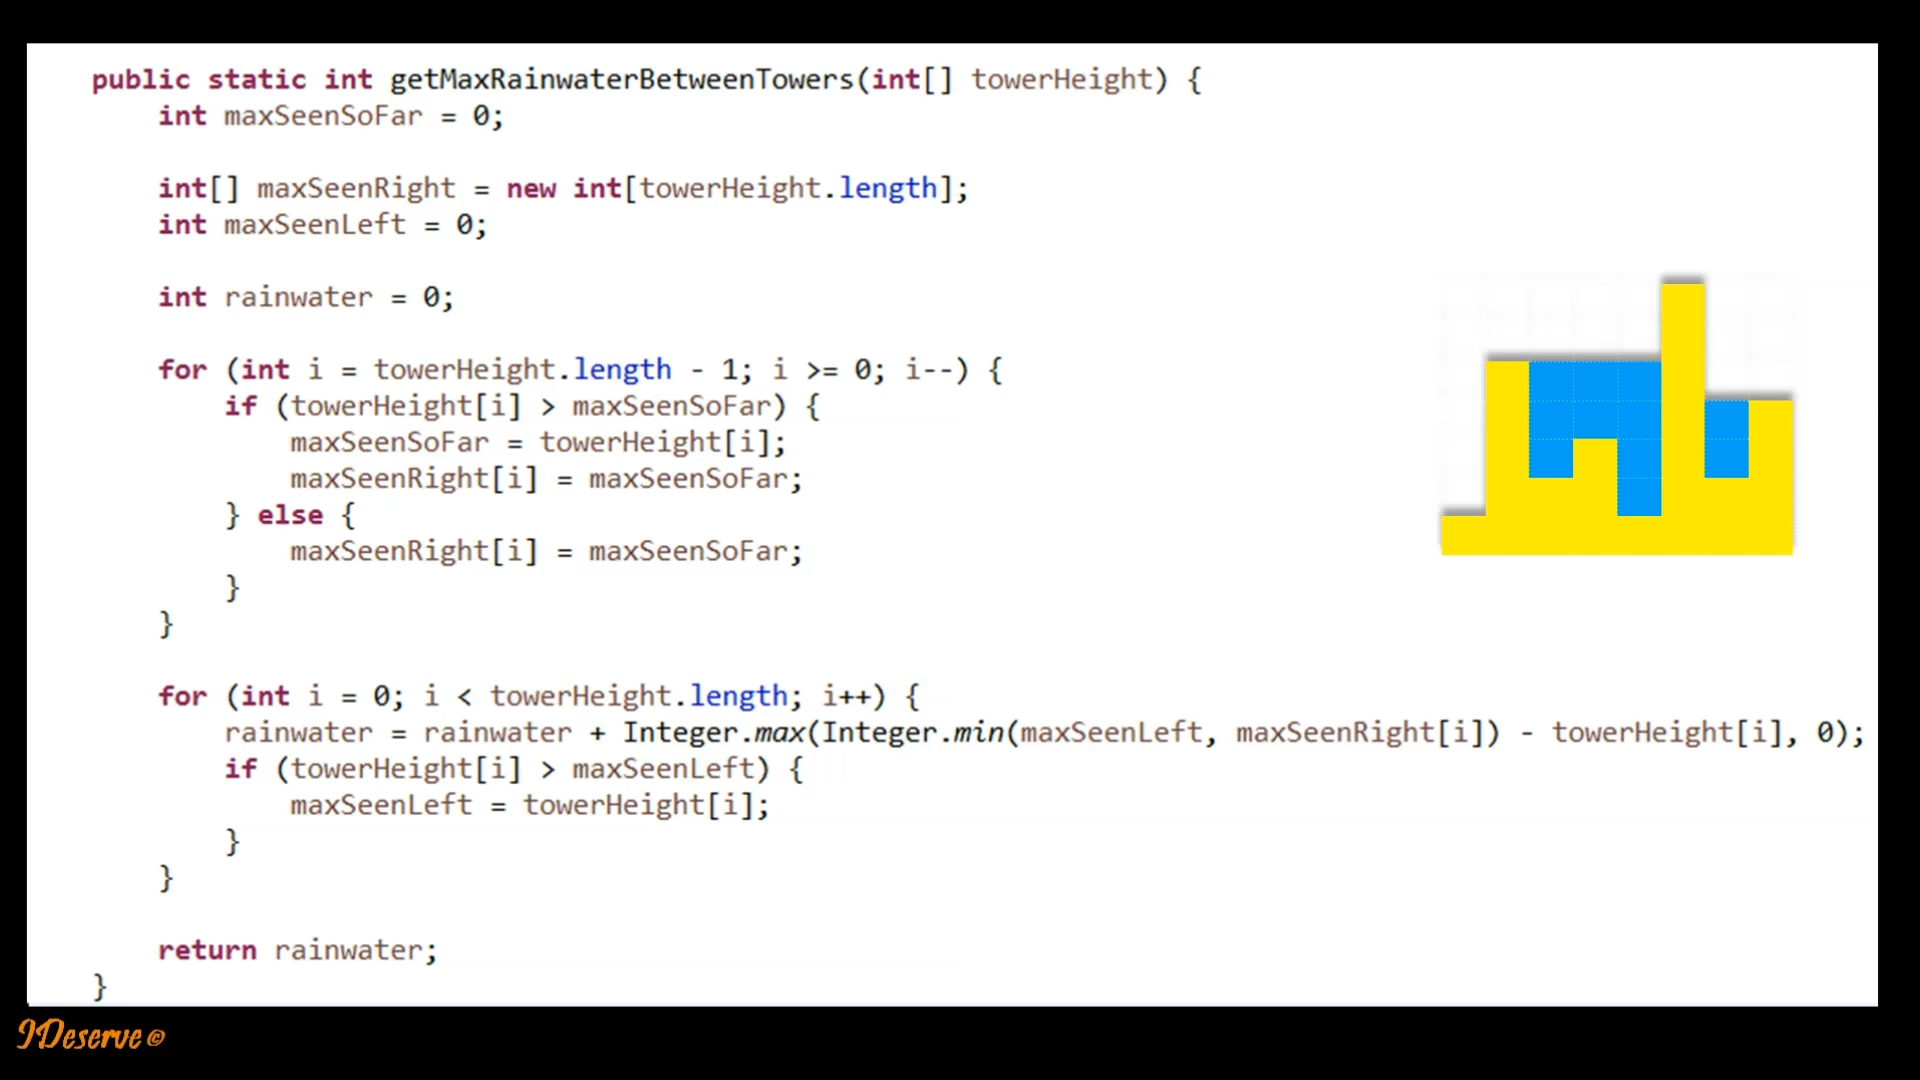 public static int getMaxRainwaterBetweenTowers(int[] towerHeight) {
int maxSeenSoFar = 0;
int[] maxSeenRight = new int[towerHeight.length];
int maxSeenLeft = 0;
int rainwater = 0;
for (int i = towerHeight.length - 1; i >= 0; i--) {
if (towerHeight[i] > maxSeenSoFar) {
maxSeenSoFar = towerHeight[i];
maxSeenRight[i] = maxSeenSoFar;
} else {
maxSeenRight[i] = maxSeenSoFar;
}
}
for (int i = 0; i < towerHeight.length; i++) {
rainwater = rainwater + Integer.max(Integer.min(maxSeenLeft, maxSeenRight[i]) - towerHeight[i], 0);
if (towerHeight[i] > maxSeenLeft) {
maxSeenLeft = towerHeight[i];
}
}
return rainwater;
}
IDeserve ©